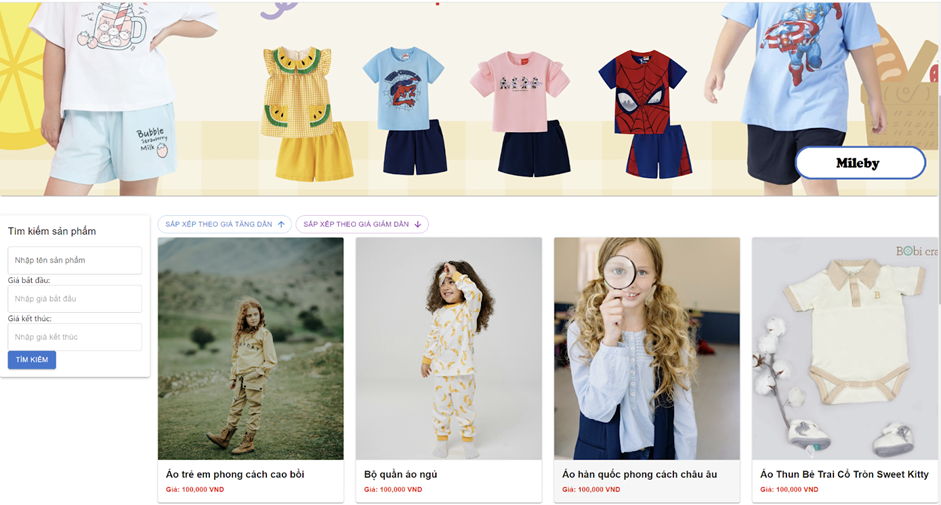 Bubble
Strawberry
Milk
Mileby
Tìm kiếm sản phẩm
Nhập tên sản phẩm
Giá bắt đầu:
Nhập giá bắt đầu
Giá kết thúc:
Nhập giá kết thúc
TÌM KIẾM
SẮP XẾP THEO GIÁ TĂNG DẦN
SẮP XẾP THEO GIÁ GIẢM DẦN
Bobi cra
B
Áo trẻ em phong cách cao bồi
Giá: 100,000 VND
Bộ quần áo ngủ
Giá: 100,000 VND
Áo hàn quốc phong cách châu âu
Giá: 100,000 VND
Áo Thun Bé Trai Cổ Tròn Sweet Kitty
Giá: 100,000 VND